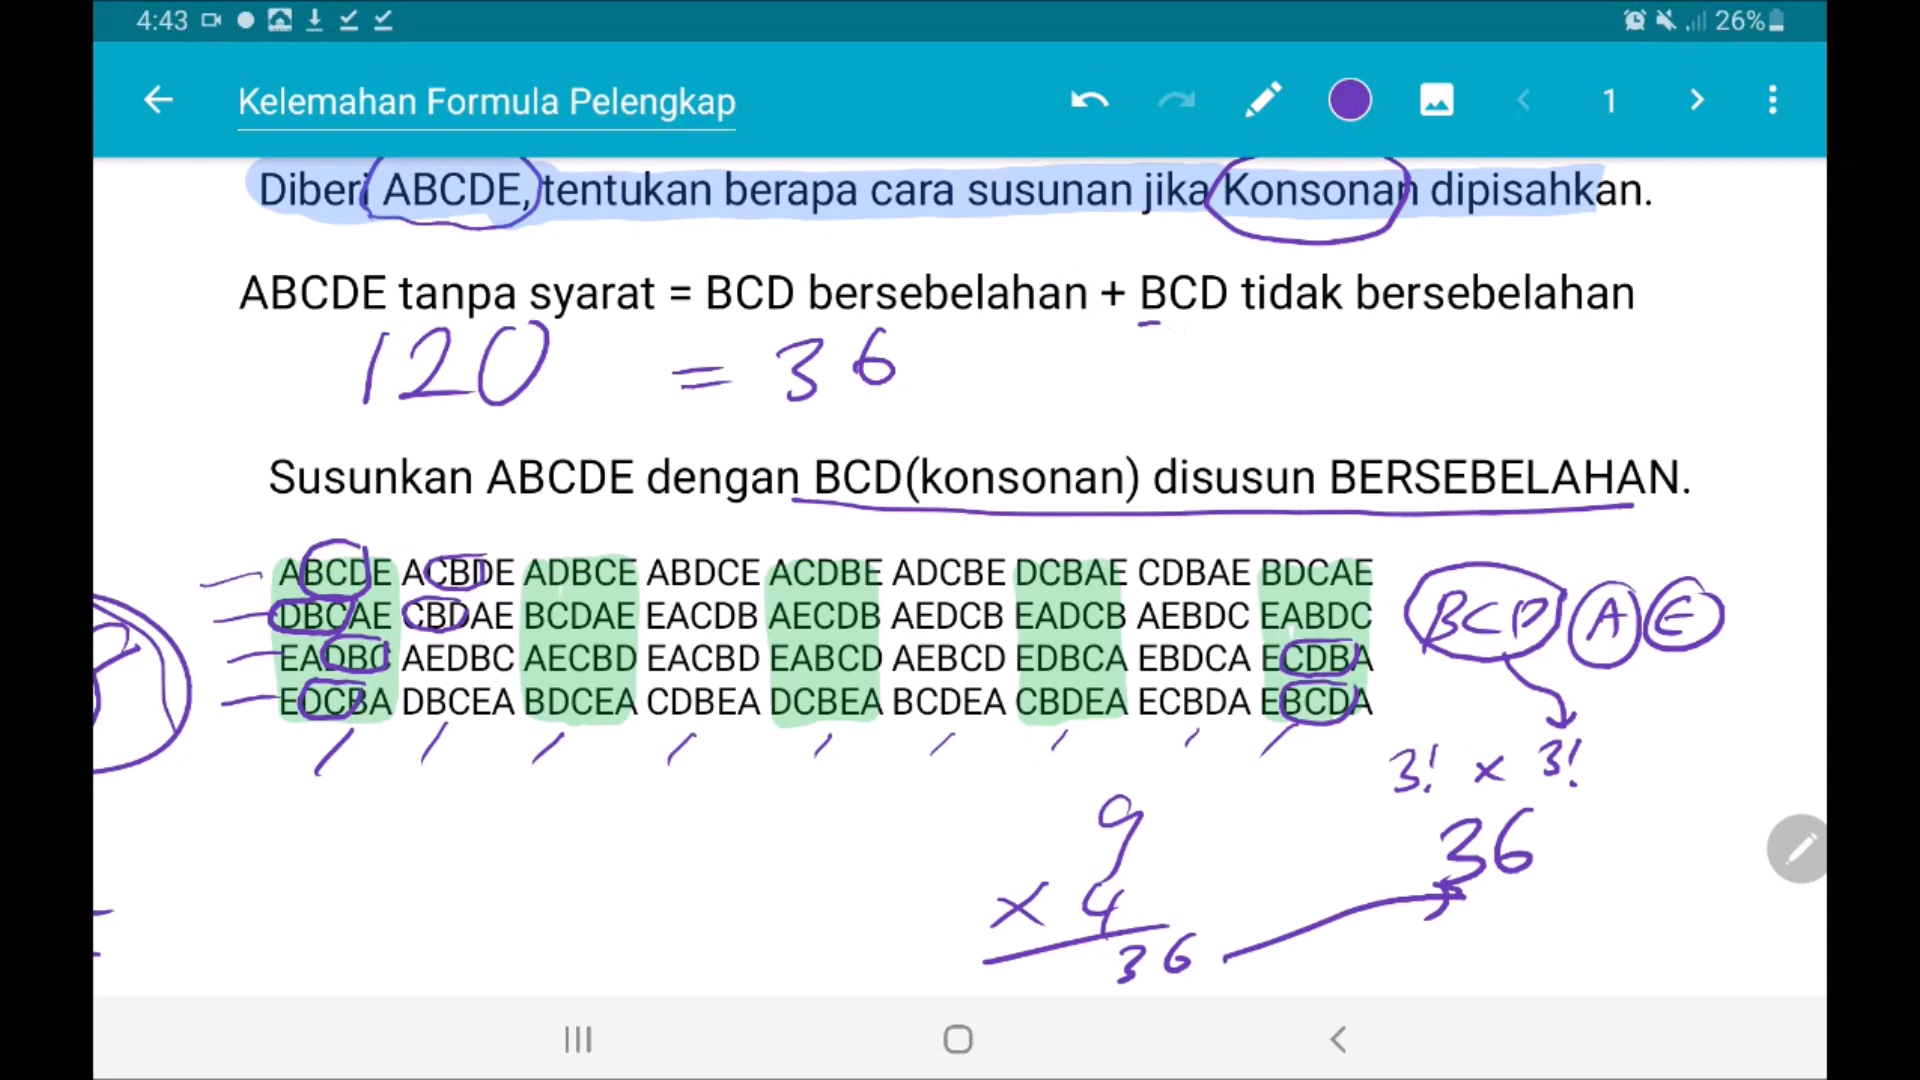 4:43
26%
Kelemahan Formula Pelengkap
1
Diberi ABCDE, tentukan berapa cara susunan jika Konsonan dipisahkan.
ABCDE tanpa syarat = BCD bersebelahan + BCD tidak bersebelahan
120 = 36
Susunkan ABCDE dengan BCD(konsonan) disusun BERSEBELAHAN.
ABCDE ACBDE ADBCE ABDCE ACDBE ADCBE DCBAE CDBAE BDCAE
DBCAE CBDAE BCDAE EACDB AECDB AEDCB EADCB AEBDC EABDC
EADBC AEDBC AECBD EACBD EABCD AEBCD EDBCA EBDCA ECDBA
EDCBA DBCEA BDCEA CDBEA DCBEA BCDEA CBDEA ECBDA EBCDA
BCD A E
3! x 3!
36
9
x 4
36